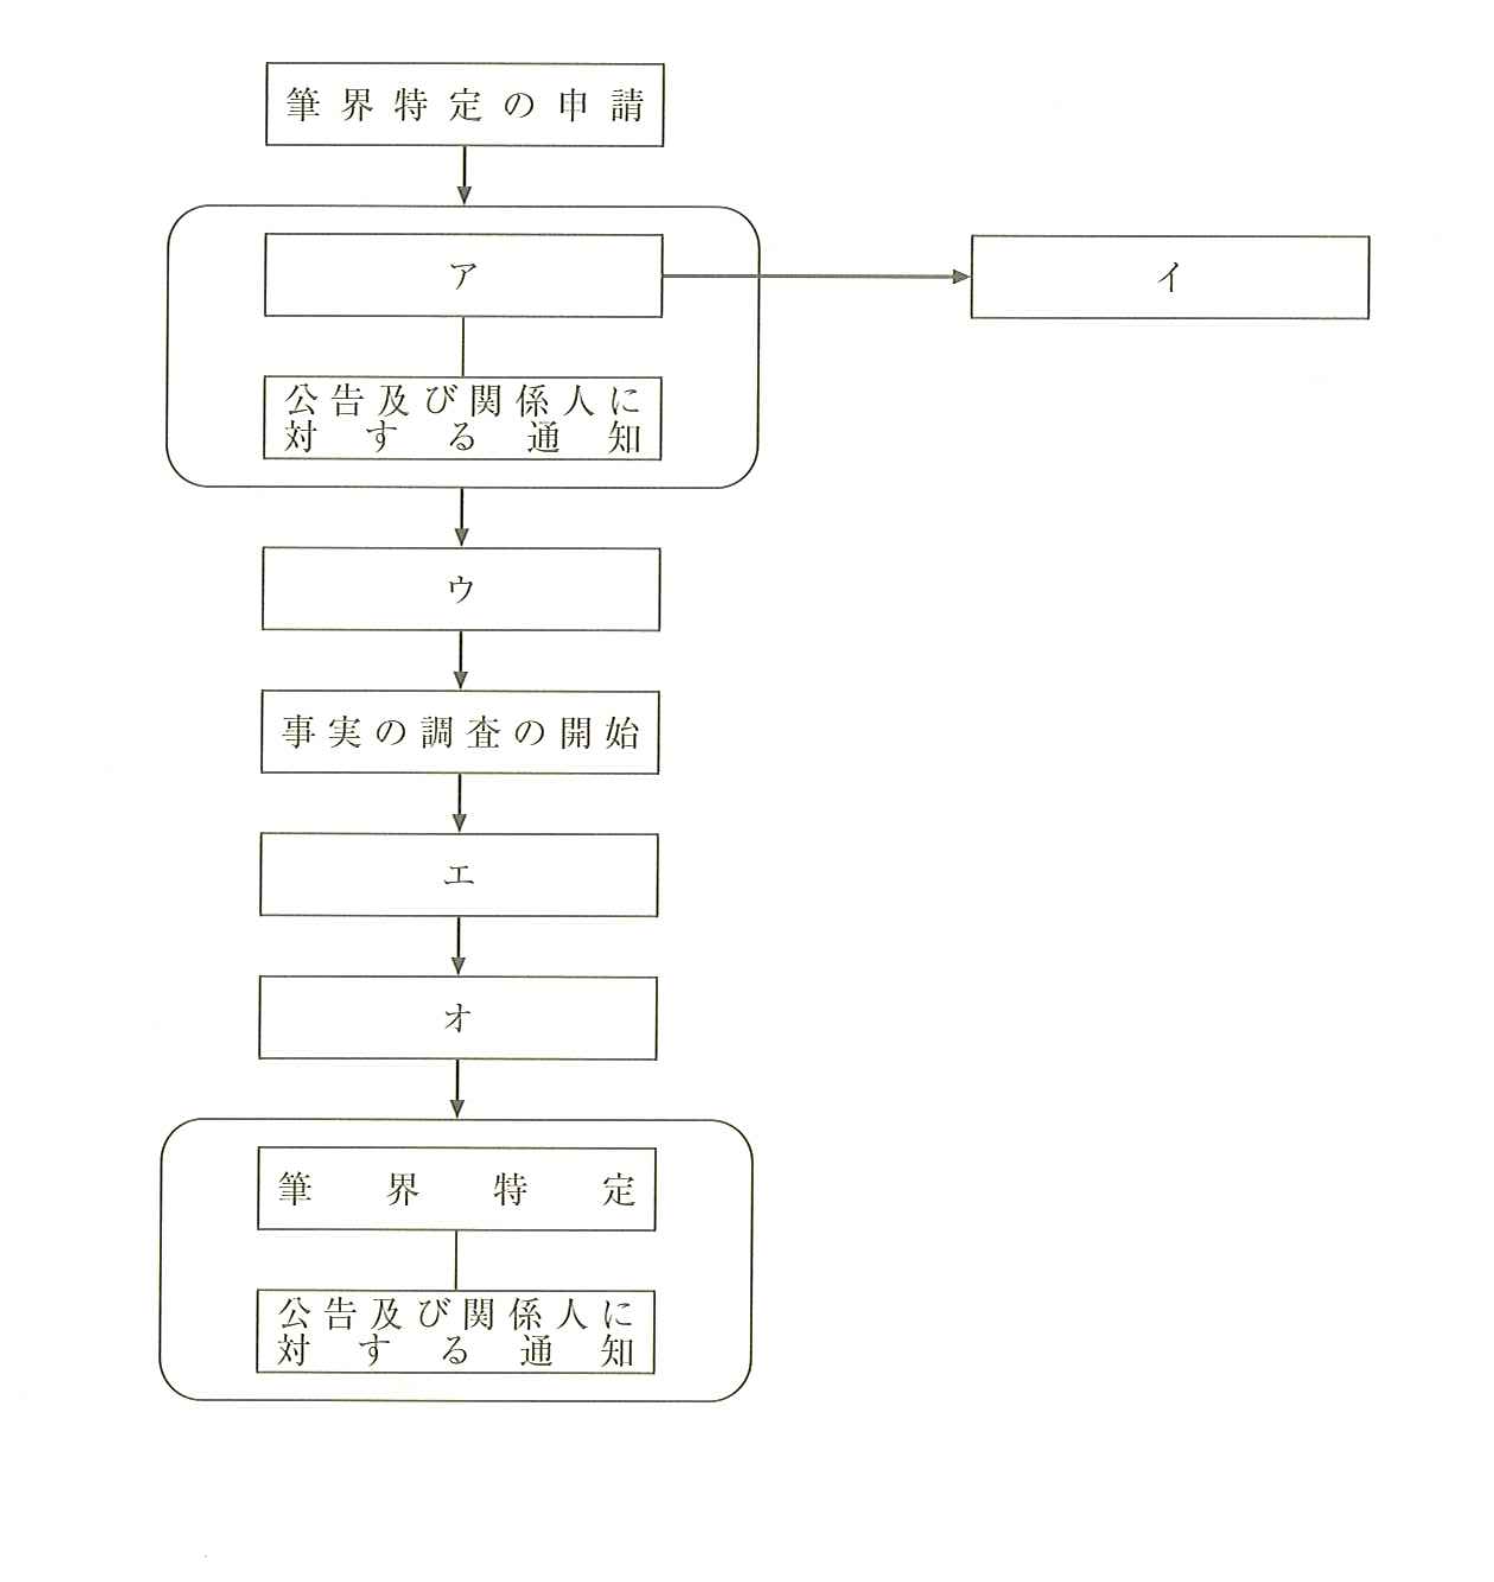 筆界特定の申請
ア
イ
公告及び関係人に
対する通知
ウ
事実の調査の開始
エ
オ
筆界特定
公告及び関係人に
対する通知